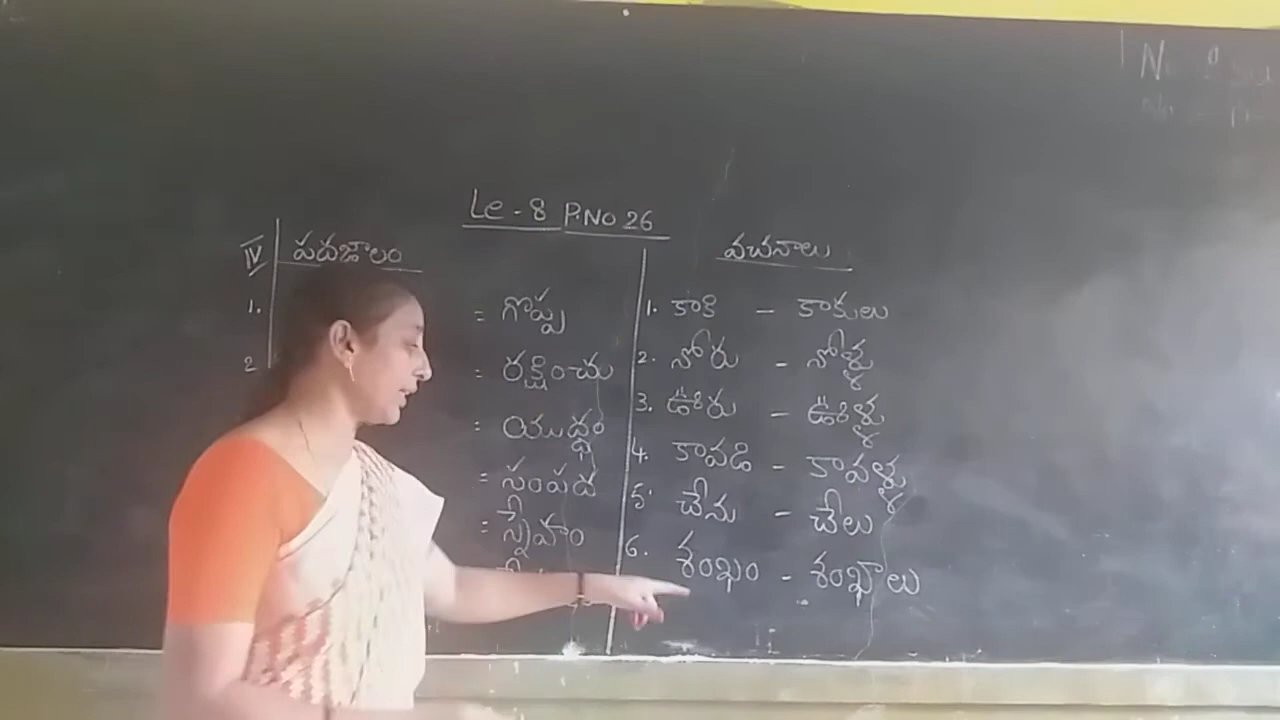 Le - 8 P.No 26
IV పదజాలం
వచనాలు
1.
= గొప్ప
2
= రక్షించు
= యుద్ధం
= సంపద
= స్నేహం
1. కాకి - కాకులు
2. నోరు - నోళ్ళు
3. ఊరు - ఊళ్ళు
4. కావడి - కావళ్ళు
5. చేను - చేలు
6. శంఖం - శంఖాలు